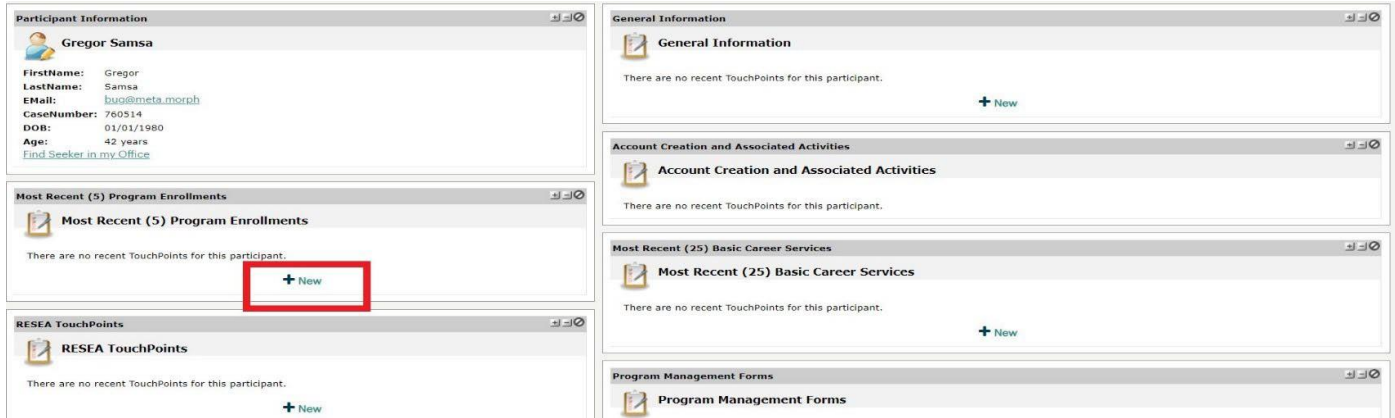 Participant Information
Gregor Samsa
FirstName: Gregor
LastName: Samsa
EMail: bug@meta.morph
CaseNumber: 760514
DOB: 01/01/1980
Age: 42 years
Find Seeker in my Office
Most Recent (5) Program Enrollments
Most Recent (5) Program Enrollments
There are no recent TouchPoints for this participant.
+ New
RESEA TouchPoints
RESEA TouchPoints
There are no recent TouchPoints for this participant.
+ New
General Information
General Information
There are no recent TouchPoints for this participant.
+ New
Account Creation and Associated Activities
Account Creation and Associated Activities
There are no recent TouchPoints for this participant.
Most Recent (25) Basic Career Services
Most Recent (25) Basic Career Services
There are no recent TouchPoints for this participant.
+ New
Program Management Forms
Program Management Forms